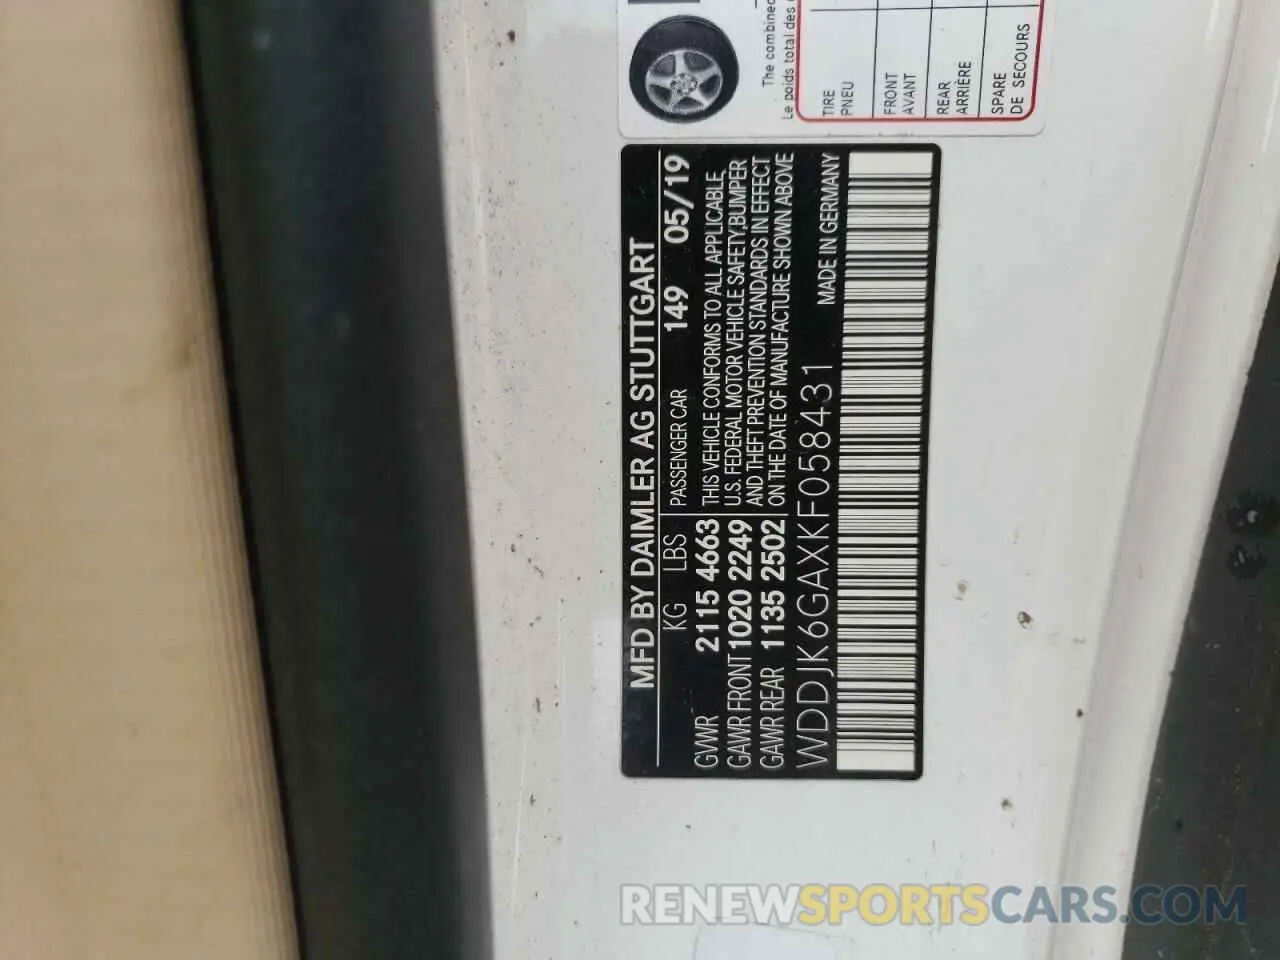 MFD BY DAIMLER AG STUTTGART
KG LBS PASSENGER CAR 149 05/19
GVWR 2115 4663
GAWR FRONT 1020 2249
GAWR REAR 1135 2502
THIS VEHICLE CONFORMS TO ALL APPLICABLE
U.S. FEDERAL MOTOR VEHICLE SAFETY,BUMPER
AND THEFT PREVENTION STANDARDS IN EFFECT
ON THE DATE OF MANUFACTURE SHOWN ABOVE
WDDJK6GAXKF058431 MADE IN GERMANY
The combined
Le poids total des
TIRE
PNEU
FRONT
AVANT
REAR
ARRIÈRE
SPARE
DE SECOURS
RENEWSPORTSCARS.COM